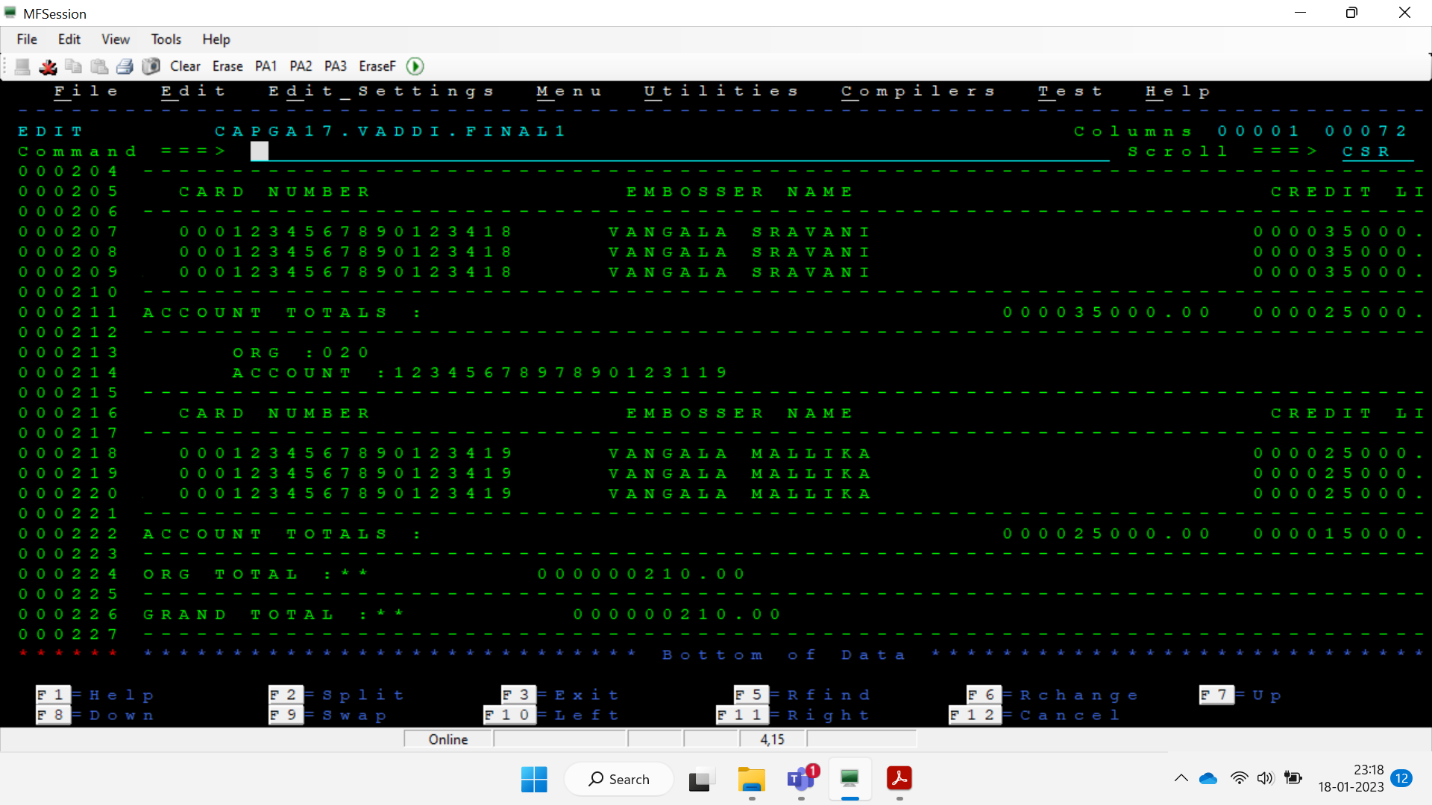 MFSession
File Edit View Tools Help
Clear Erase PA1 PA2 PA3 EraseF
File Edit Edit_Settings Menu Utilities Compilers Test Help
EDIT CAPGA17.VADDI.FINAL1 Columns 00001 00072
Command ===> Scroll ===> CSR
000204 ------------------------------------------------------------------------
000205 CARD NUMBER EMBOSSER NAME CREDIT LI
000206 ------------------------------------------------------------------------
000207 0001234567890123418 VANGALA SRAVANI 000035000.
000208 0001234567890123418 VANGALA SRAVANI 000035000.
000209 0001234567890123418 VANGALA SRAVANI 000035000.
000210 ------------------------------------------------------------------------
000211 ACCOUNT TOTALS : 000035000.00 000025000.
000212 ------------------------------------------------------------------------
000213 ORG :020
000214 ACCOUNT :1234567897890123119
000215 ------------------------------------------------------------------------
000216 CARD NUMBER EMBOSSER NAME CREDIT LI
000217 ------------------------------------------------------------------------
000218 0001234567890123419 VANGALA MALLIKA 000025000.
000219 0001234567890123419 VANGALA MALLIKA 000025000.
000220 0001234567890123419 VANGALA MALLIKA 000025000.
000221 ------------------------------------------------------------------------
000222 ACCOUNT TOTALS : 000025000.00 000015000.
000223 ------------------------------------------------------------------------
000224 ORG TOTAL :** 000000210.00
000225 ------------------------------------------------------------------------
000226 GRAND TOTAL :** 000000210.00
000227 ------------------------------------------------------------------------
****** **************************** Bottom of Data ****************************
F1=Help F2=Split F3=Exit F5=Rfind F6=Rchange F7=Up
F8=Down F9=Swap F10=Left F11=Right F12=Cancel
Online 4,15
Search 1 23:18
18-01-2023 12